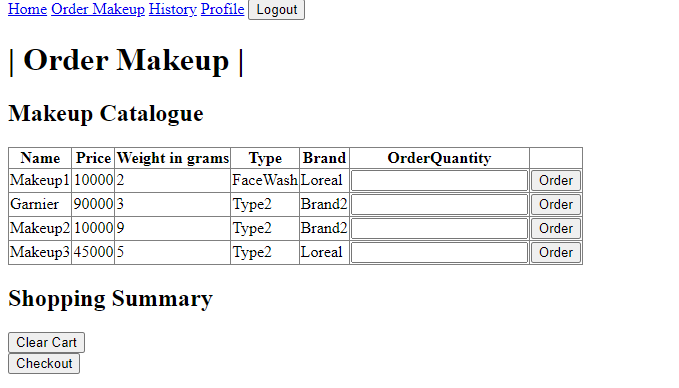 Home Order Makeup History Profile Logout
| Order Makeup |
Makeup Catalogue
Name Price Weight in grams Type Brand OrderQuantity
Makeup1 10000 2 FaceWash Loreal Order
Garnier 90000 3 Type2 Brand2 Order
Makeup2 10000 9 Type2 Brand2 Order
Makeup3 45000 5 Type2 Loreal Order
Shopping Summary
Clear Cart
Checkout